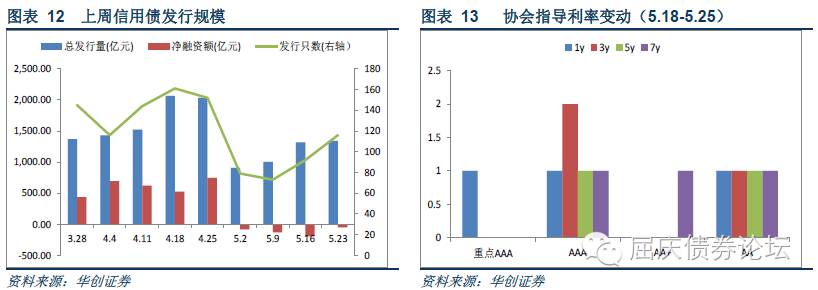 图表 12 上周信用债发行规模
总发行量(亿元) 净融资额(亿元) 发行只数(右轴)
2,500.00 180
2,000.00 160
1,500.00 140
1,000.00 120
500.00 100
0.00 80
-500.00 60
40
20
0
3.28 4.4 4.11 4.18 4.25 5.2 5.9 5.16 5.23
资料来源：华创证券
图表 13 协会指导利率变动（5.18-5.25）
1y 3y 5y 7y
2.5
2
1.5
1
0.5
0
重点AAA AAA AA
资料来源：华创证券
屈庆债券论坛